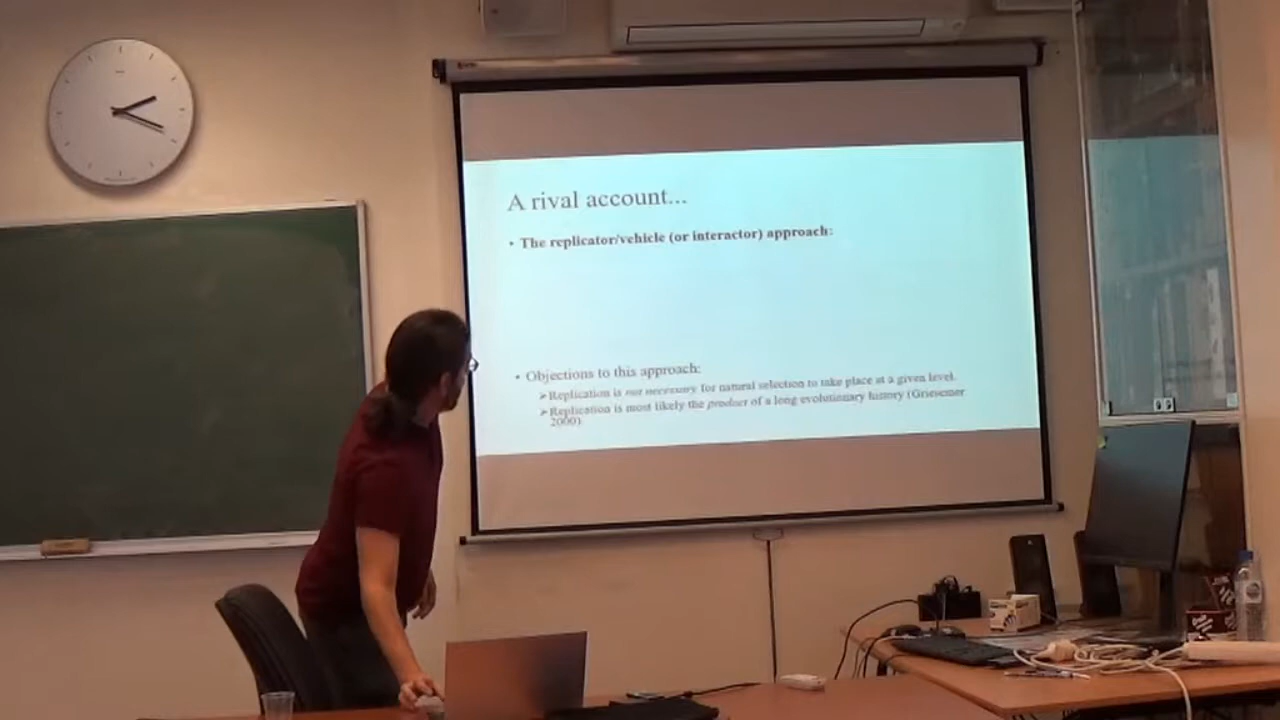 A rival account...
• The replicator/vehicle (or interactor) approach:
• Objections to this approach:
➢ Replication is not necessary for natural selection to take place at a given level.
➢ Replication is most likely the product of a long evolutionary history (Griesemer
2000)